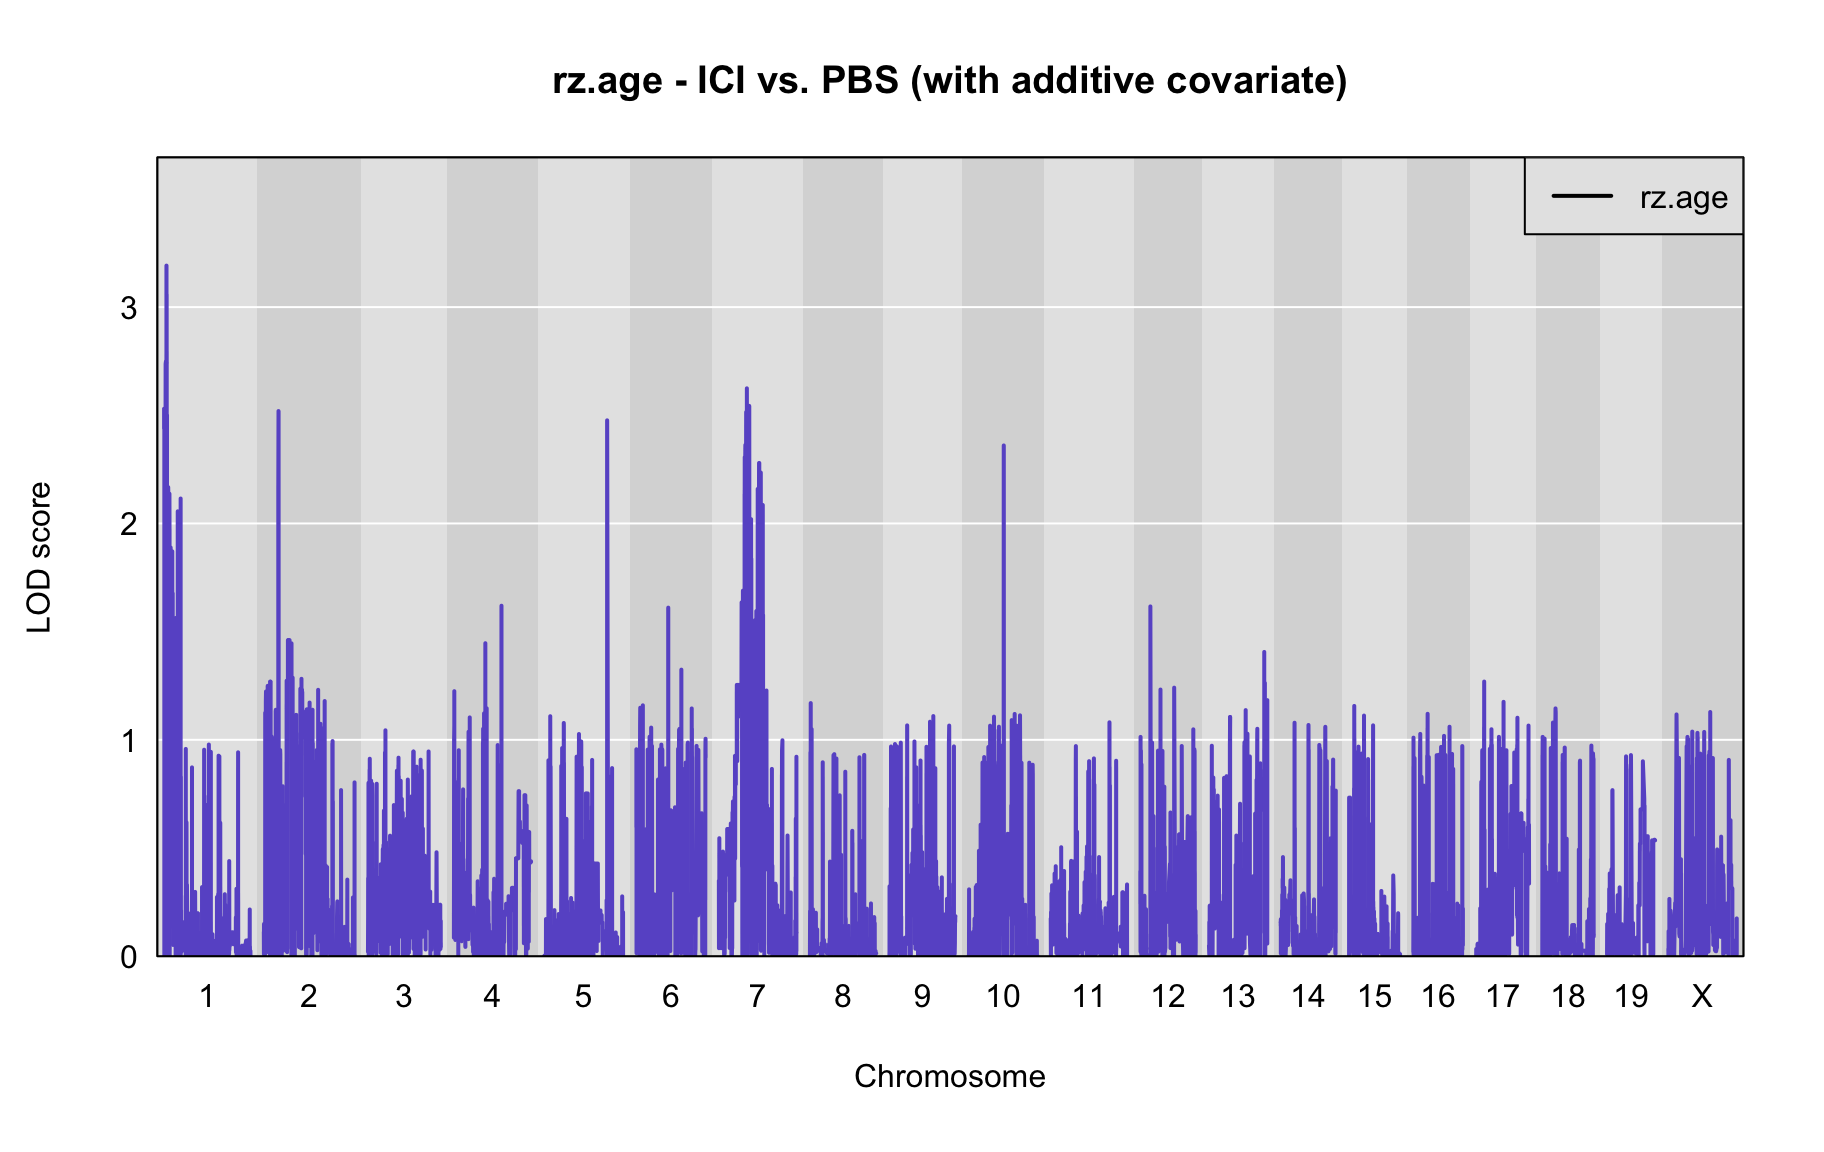 rz.age - ICI vs. PBS (with additive covariate)
rz.age
LOD score
3
2
1
0
1 2 3 4 5 6 7 8 9 10 11 12 13 14 15 16 17 18 19 X
Chromosome